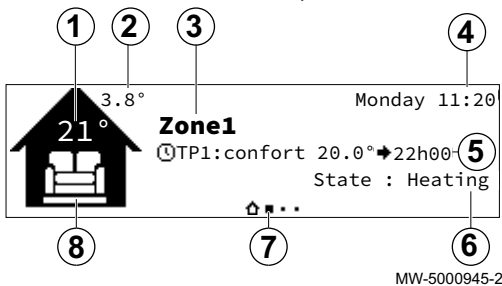 1 2 3 4
3.8° Monday 11:20
21° Zone1
TP1:confort 20.0°➔22h00 5
State : Heating
8 7 6
MW-5000945-2